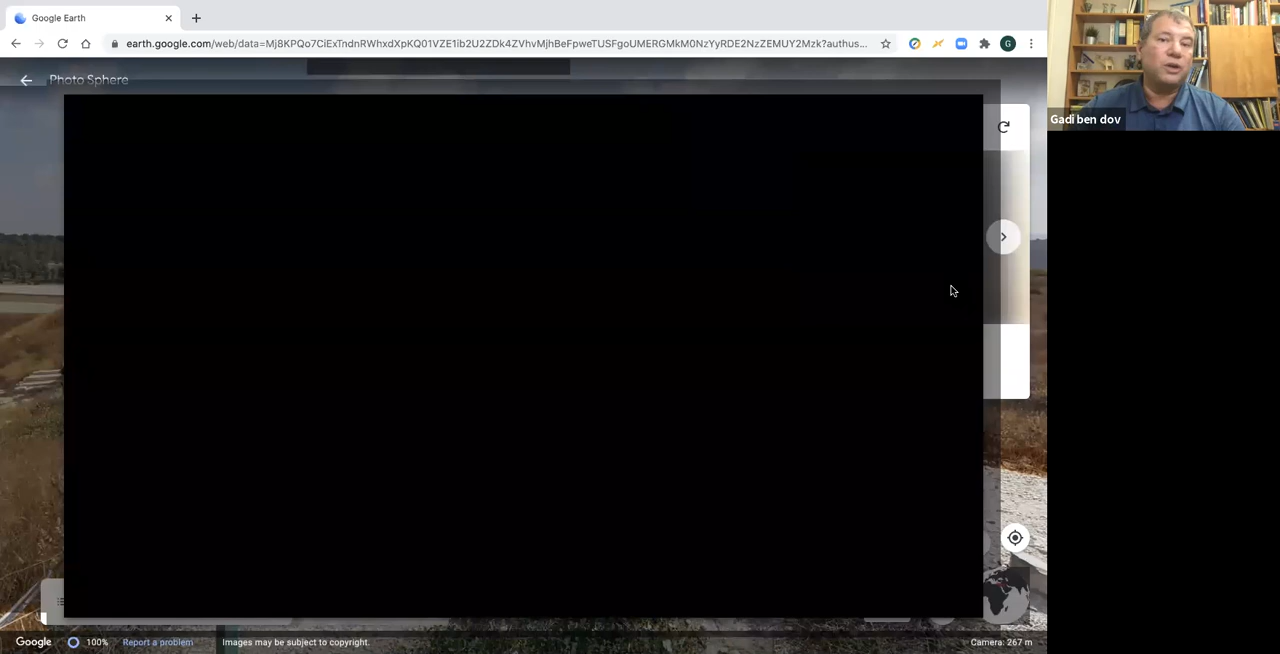 Google Earth
earth.google.com/web/data=Mj8KPQo7CiExTndnRWhxdXpKQ01VZE1ib2U2ZDk4ZVhvMjhBeFpweTUSFgoUMERGMkM0NzYyRDE2NzZEMUY2Mzk?authus...
G
Photo Sphere
Gadi ben dov
Google
100%
Report a problem
Images may be subject to copyright.
Camera: 267 m